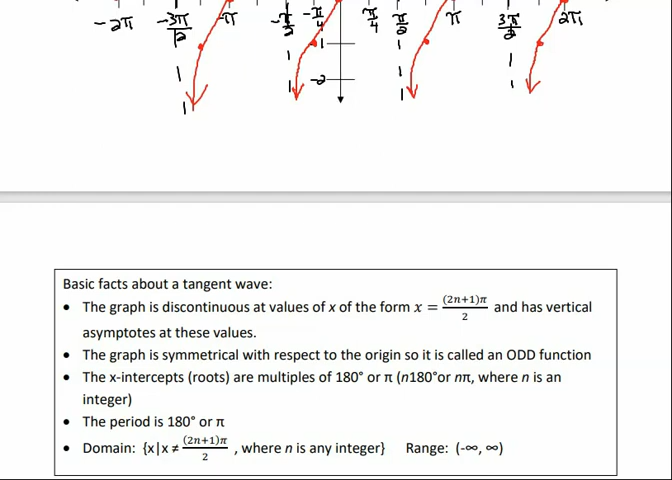 -2π -3π/2 -π -π/2 -π/4 π/4 π/2 π 3π/2 2π
-1
-2
Basic facts about a tangent wave:
• The graph is discontinuous at values of x of the form x = (2n+1)π/2 and has vertical
asymptotes at these values.
• The graph is symmetrical with respect to the origin so it is called an ODD function
• The x-intercepts (roots) are multiples of 180° or π (n180°or nπ, where n is an
integer)
• The period is 180° or π
• Domain: {x|x ≠ (2n+1)π/2 , where n is any integer} Range: (-∞, ∞)